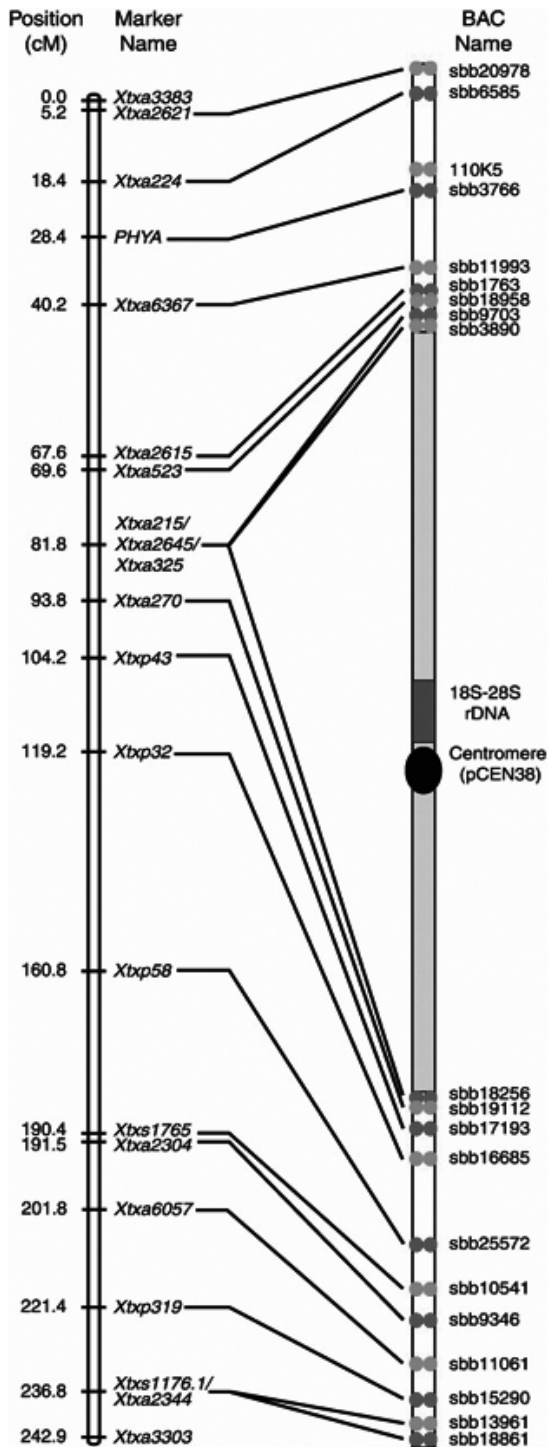 Position
(cM)
Marker
Name
BAC
Name
0.0 Xtxa3383
5.2 Xtxa2621
18.4 Xtxa224
28.4 PHYA
40.2 Xtxa6367
67.6 Xtxa2615
69.6 Xtxa523
Xtxa215/
81.8 Xtxa2645/
Xtxa325
93.8 Xtxa270
104.2 Xtxp43
119.2 Xtxp32
160.8 Xtxp58
190.4 Xtxs1765
191.5 Xtxa2304
201.8 Xtxa6057
221.4 Xtxp319
236.8 Xtxs1176.1/
Xtxa2344
242.9 Xtxa3303
sbb20978
sbb6585
110K5
sbb3766
sbb11993
sbb1763
sbb18958
sbb9703
sbb3890
18S-28S
rDNA
Centromere
(pCEN38)
sbb18256
sbb19112
sbb17193
sbb16685
sbb25572
sbb10541
sbb9346
sbb11061
sbb15290
sbb13961
sbb18861